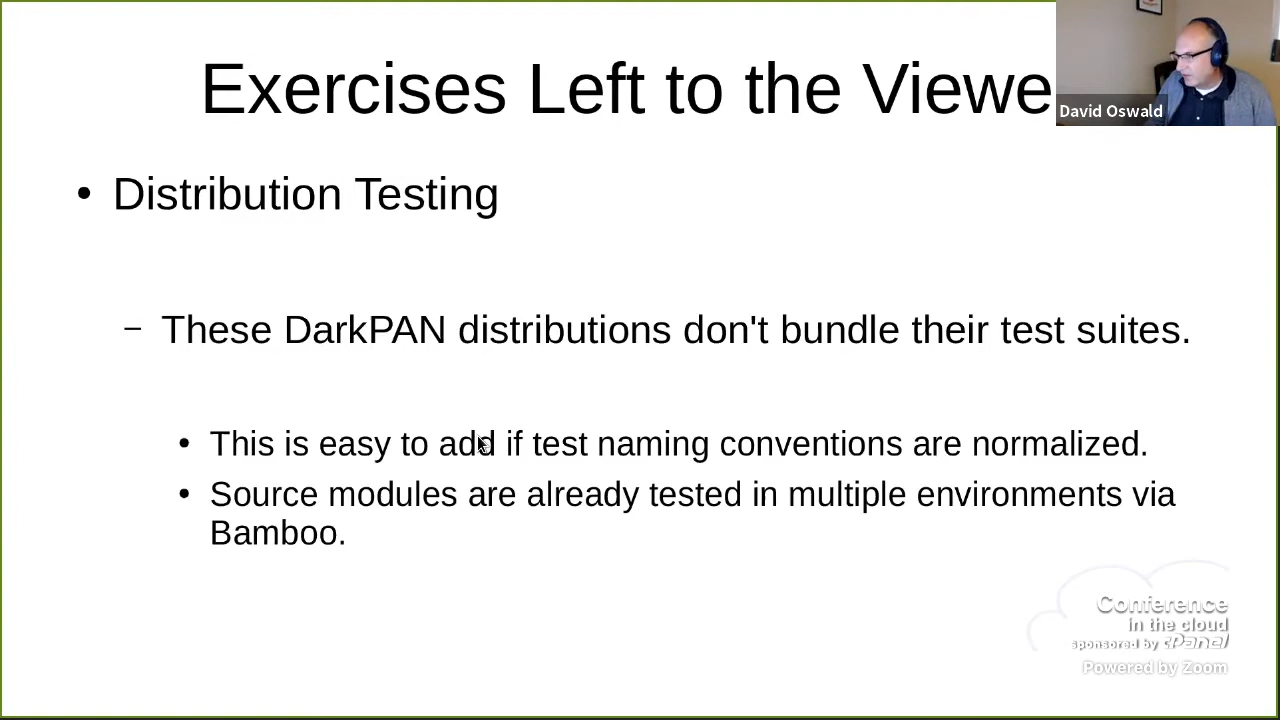 Exercises Left to the Viewe
David Oswald
• Distribution Testing
– These DarkPAN distributions don't bundle their test suites.
• This is easy to add if test naming conventions are normalized.
• Source modules are already tested in multiple environments via
Bamboo.
Conference
in the cloud
sponsored by cPanel
Powered by Zoom